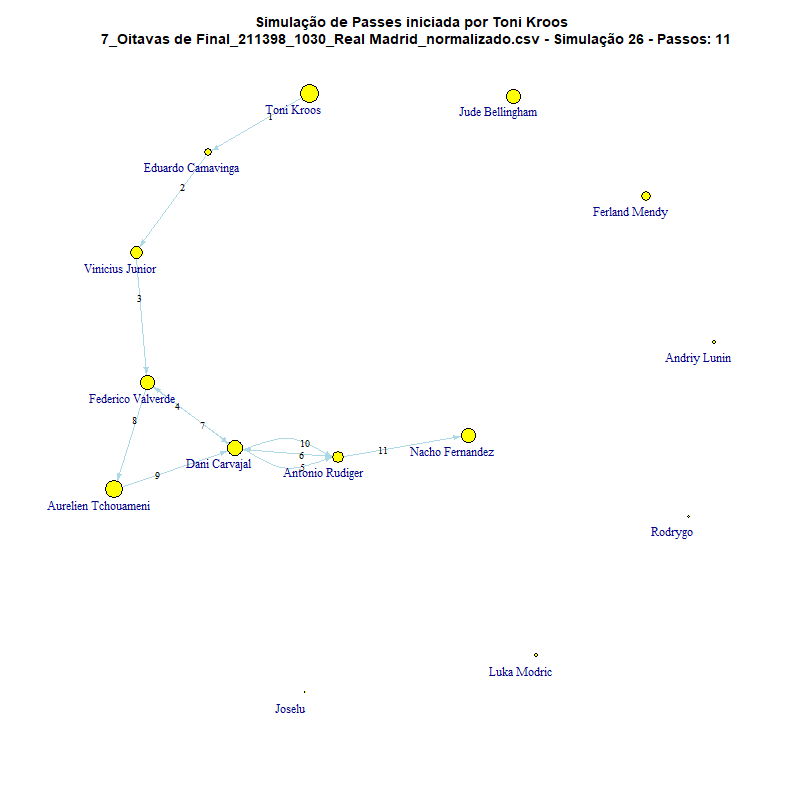 Simulação de Passes iniciada por Toni Kroos
7_Oitavas de Final_211398_1030_Real Madrid_normalizado.csv - Simulação 26 - Passos: 11
Toni Kroos
Jude Bellingham
1
Eduardo Camavinga
2
Ferland Mendy
Vinicius Junior
3
Andriy Lunin
Federico Valverde
4
8
7
10
Nacho Fernandez
11
6
Dani Carvajal
5
Antonio Rudiger
9
Aurelien Tchouameni
Rodrygo
Luka Modric
Joselu